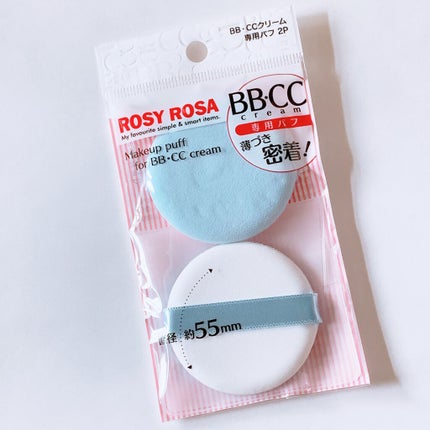 BB・CCクリーム
専用パフ 2P
ROSY ROSA
My favourite simple & smart items.
Makeup puff
for BB・CC cream
BB・CC
cream
専用パフ
薄づき
密着!
直径 約55mm